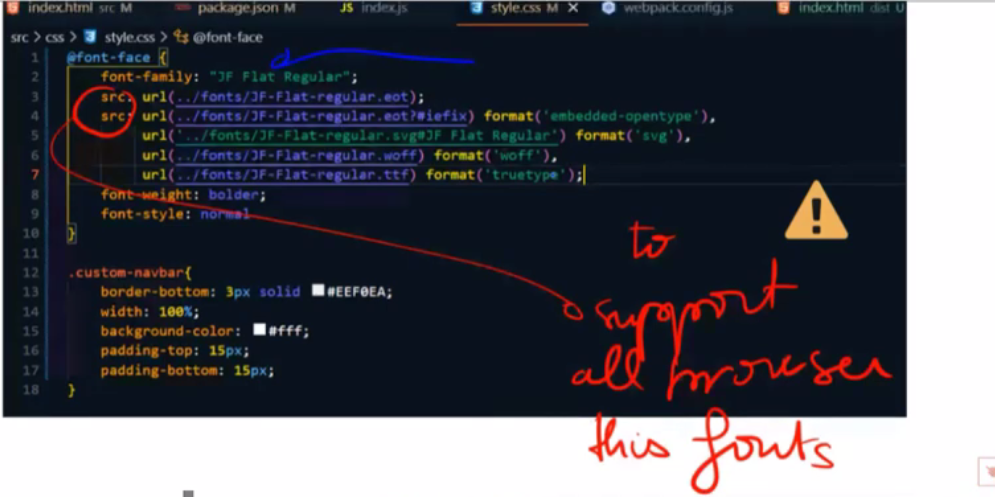 index.html src M package.json M JS index.js style.css M × webpack.config.js index.html dist U
src > css > style.css > @font-face
1 @font-face {
2 font-family: "JF Flat Regular";
3 src: url(../fonts/JF-Flat-regular.eot);
4 src: url(../fonts/JF-Flat-regular.eot?#iefix) format('embedded-opentype'),
5 url('../fonts/JF-Flat-regular.svg#JF Flat Regular') format('svg'),
6 url(../fonts/JF-Flat-regular.woff) format('woff'),
7 url(../fonts/JF-Flat-regular.ttf) format('truetype');
8 font-weight: bolder;
9 font-style: normal
10 }
11
12 .custom-navbar{
13 border-bottom: 3px solid #EEF0EA;
14 width: 100%;
15 background-color: #fff;
16 padding-top: 15px;
17 padding-bottom: 15px;
18 }
to
support
all browser
this fonts